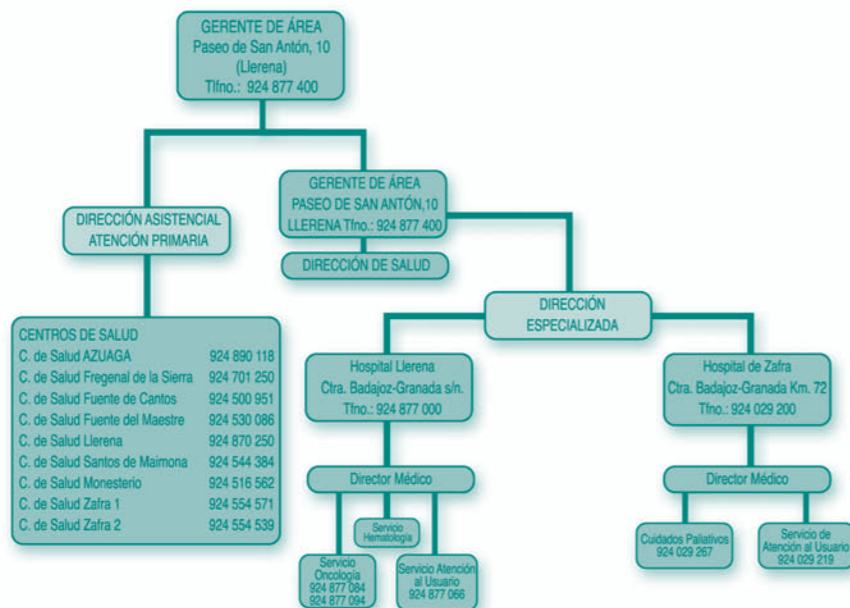 GERENTE DE ÁREA
Paseo de San Antón, 10
(Llerena)
Tlfno.: 924 877 400
DIRECCIÓN ASISTENCIAL
ATENCIÓN PRIMARIA
GERENTE DE ÁREA
PASEO DE SAN ANTÓN,10
LLERENA Tfno.: 924 877 400
DIRECCIÓN DE SALUD
DIRECCIÓN
ESPECIALIZADA
CENTROS DE SALUD
C. de Salud AZUAGA 924 890 118
C. de Salud Fregenal de la Sierra 924 701 250
C. de Salud Fuente de Cantos 924 500 951
C. de Salud Fuente del Maestre 924 530 086
C. de Salud Llerena 924 870 250
C. de Salud Santos de Maimona 924 544 384
C. de Salud Monesterio 924 516 562
C. de Salud Zafra 1 924 554 571
C. de Salud Zafra 2 924 554 539
Hospital Llerena
Ctra. Badajoz-Granada s/n.
Tfno.: 924 877 000
Director Médico
Servicio
Hematología
Servicio
Oncología
924 877 084
924 877 094
Servicio Atención
al Usuario
924 877 066
Hospital de Zafra
Ctra. Badajoz-Granada Km. 72
Tfno.: 924 029 200
Director Médico
Cuidados Paliativos
924 029 267
Servicio de
Atención al Usuario
924 029 219